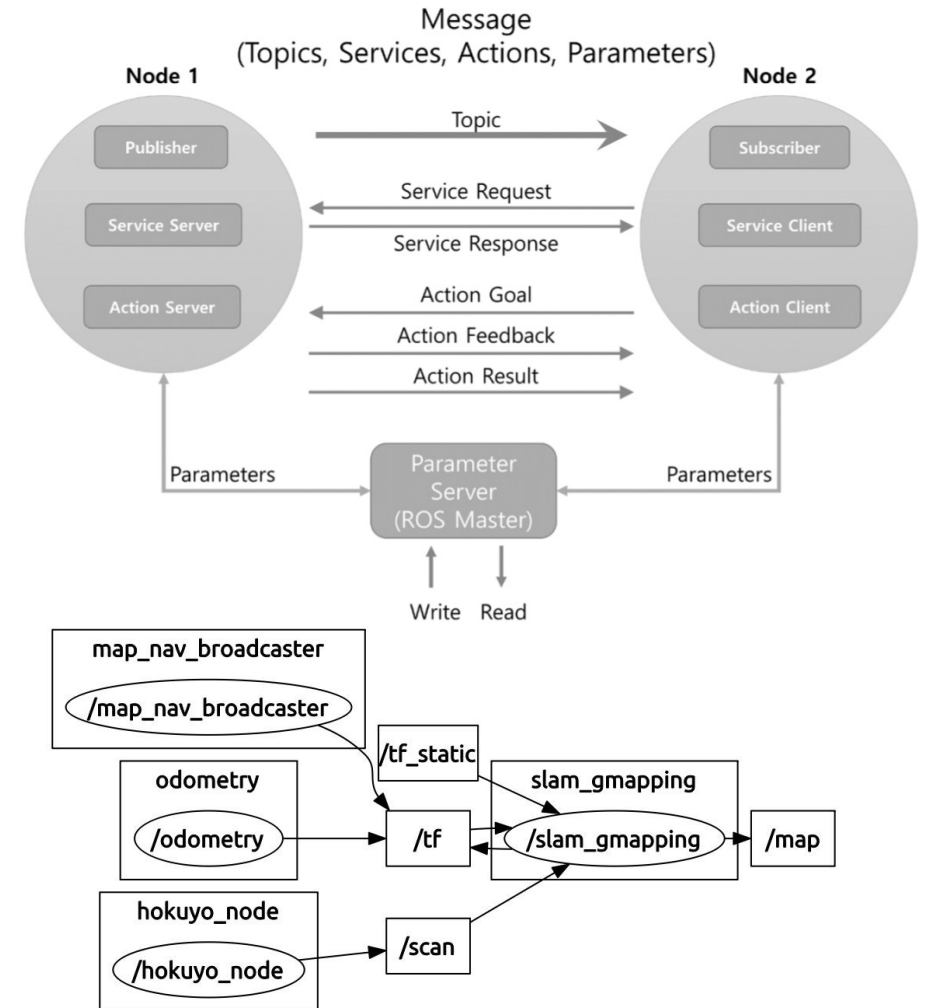 Message
(Topics, Services, Actions, Parameters)
Node 1
Node 2
Publisher
Topic
Subscriber
Service Server
Service Request
Service Response
Service Client
Action Server
Action Goal
Action Feedback
Action Result
Action Client
Parameters
Parameter
Server
(ROS Master)
Parameters
Write
Read
map_nav_broadcaster
/map_nav_broadcaster
/tf_static
odometry
/odometry
/tf
slam_gmapping
/slam_gmapping
/map
hokuyo_node
/hokuyo_node
/scan